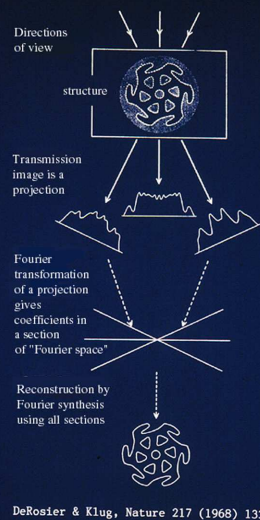 Directions
of view
structure
Transmission
image is a
projection
Fourier
transformation
of a projection
gives
coefficients in
a section
of "Fourier space"
Reconstruction by
Fourier synthesis
using all sections
DeRosier & Klug, Nature 217 (1968) 13